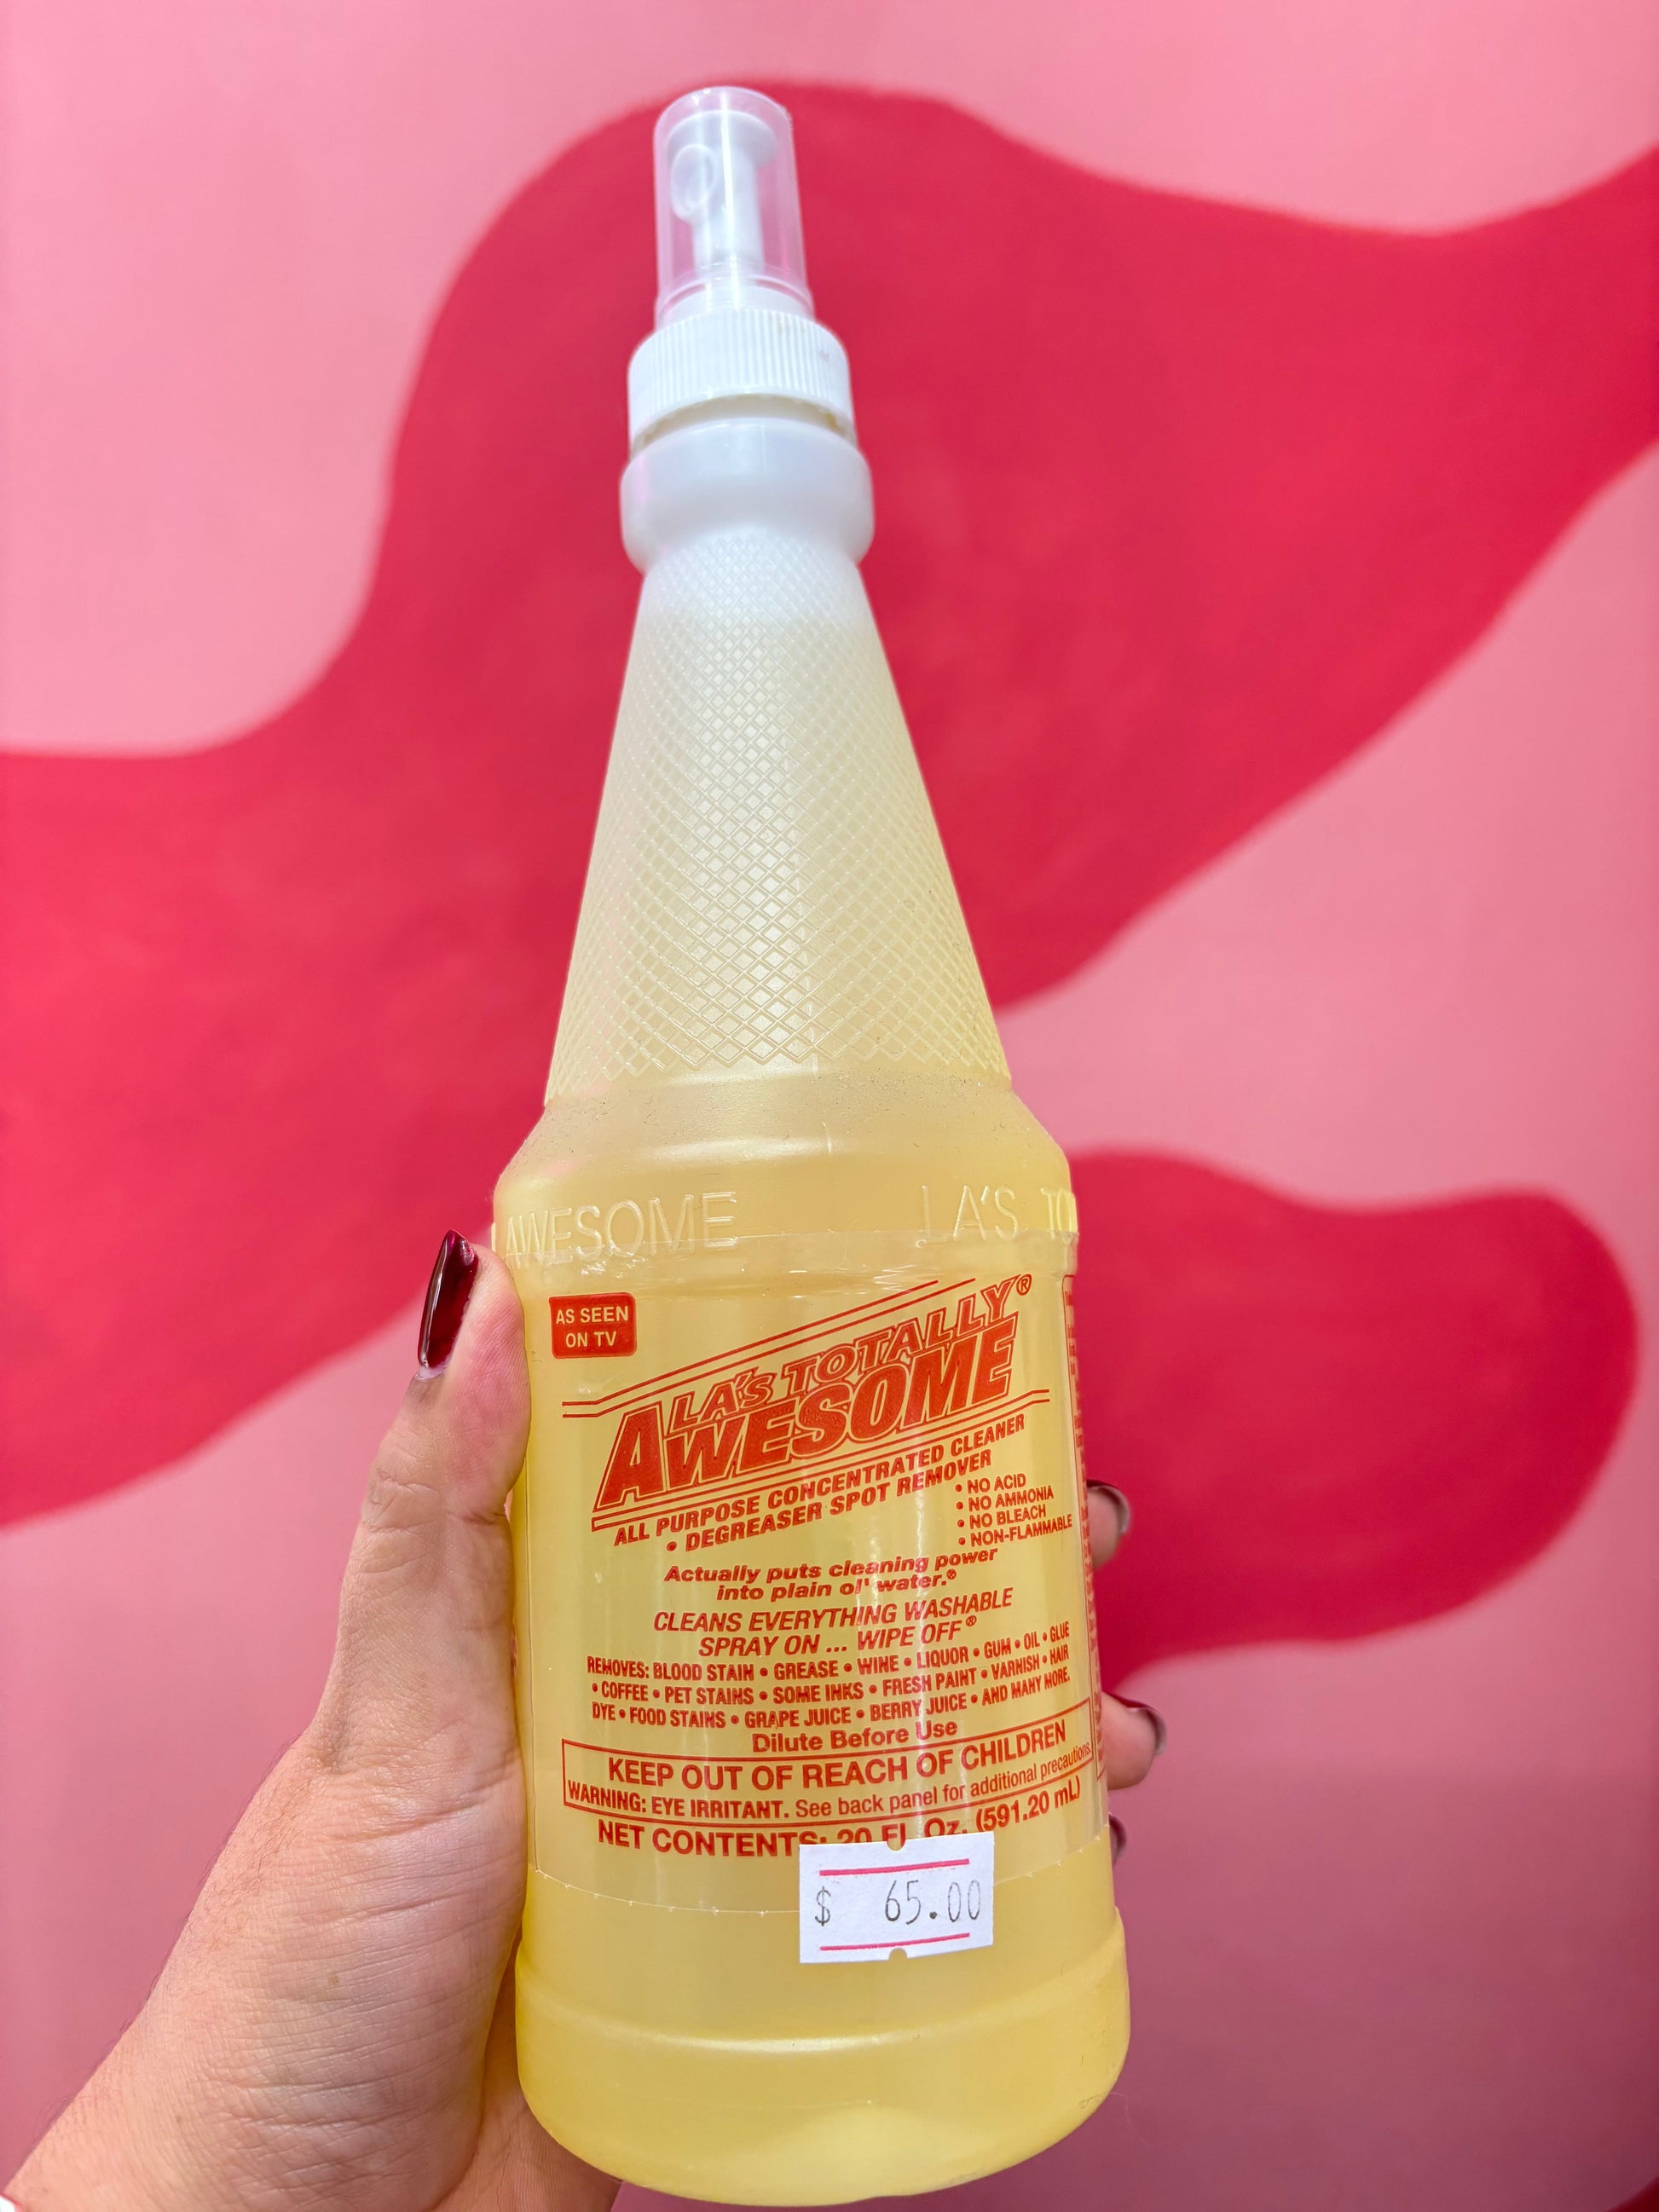 AWESOME LA'S TO
AS SEEN
ON TV
LA'S TOTALLY®
AWESOME
ALL PURPOSE CONCENTRATED CLEANER
• DEGREASER SPOT REMOVER
• NO ACID
• NO AMMONIA
• NO BLEACH
• NON-FLAMMABLE
Actually puts cleaning power
into plain ol' water.®
CLEANS EVERYTHING WASHABLE
SPRAY ON ... WIPE OFF®
REMOVES: BLOOD STAIN • GREASE • WINE • LIQUOR • GUM • OIL • GLUE
• COFFEE • PET STAINS • SOME INKS • FRESH PAINT • VARNISH • HAIR
DYE • FOOD STAINS • GRAPE JUICE • BERRY JUICE • AND MANY MORE.
Dilute Before Use
KEEP OUT OF REACH OF CHILDREN
WARNING: EYE IRRITANT. See back panel for additional precautions
NET CONTENTS: 20 Fl. Oz. (591.20 mL)
$ 65.00